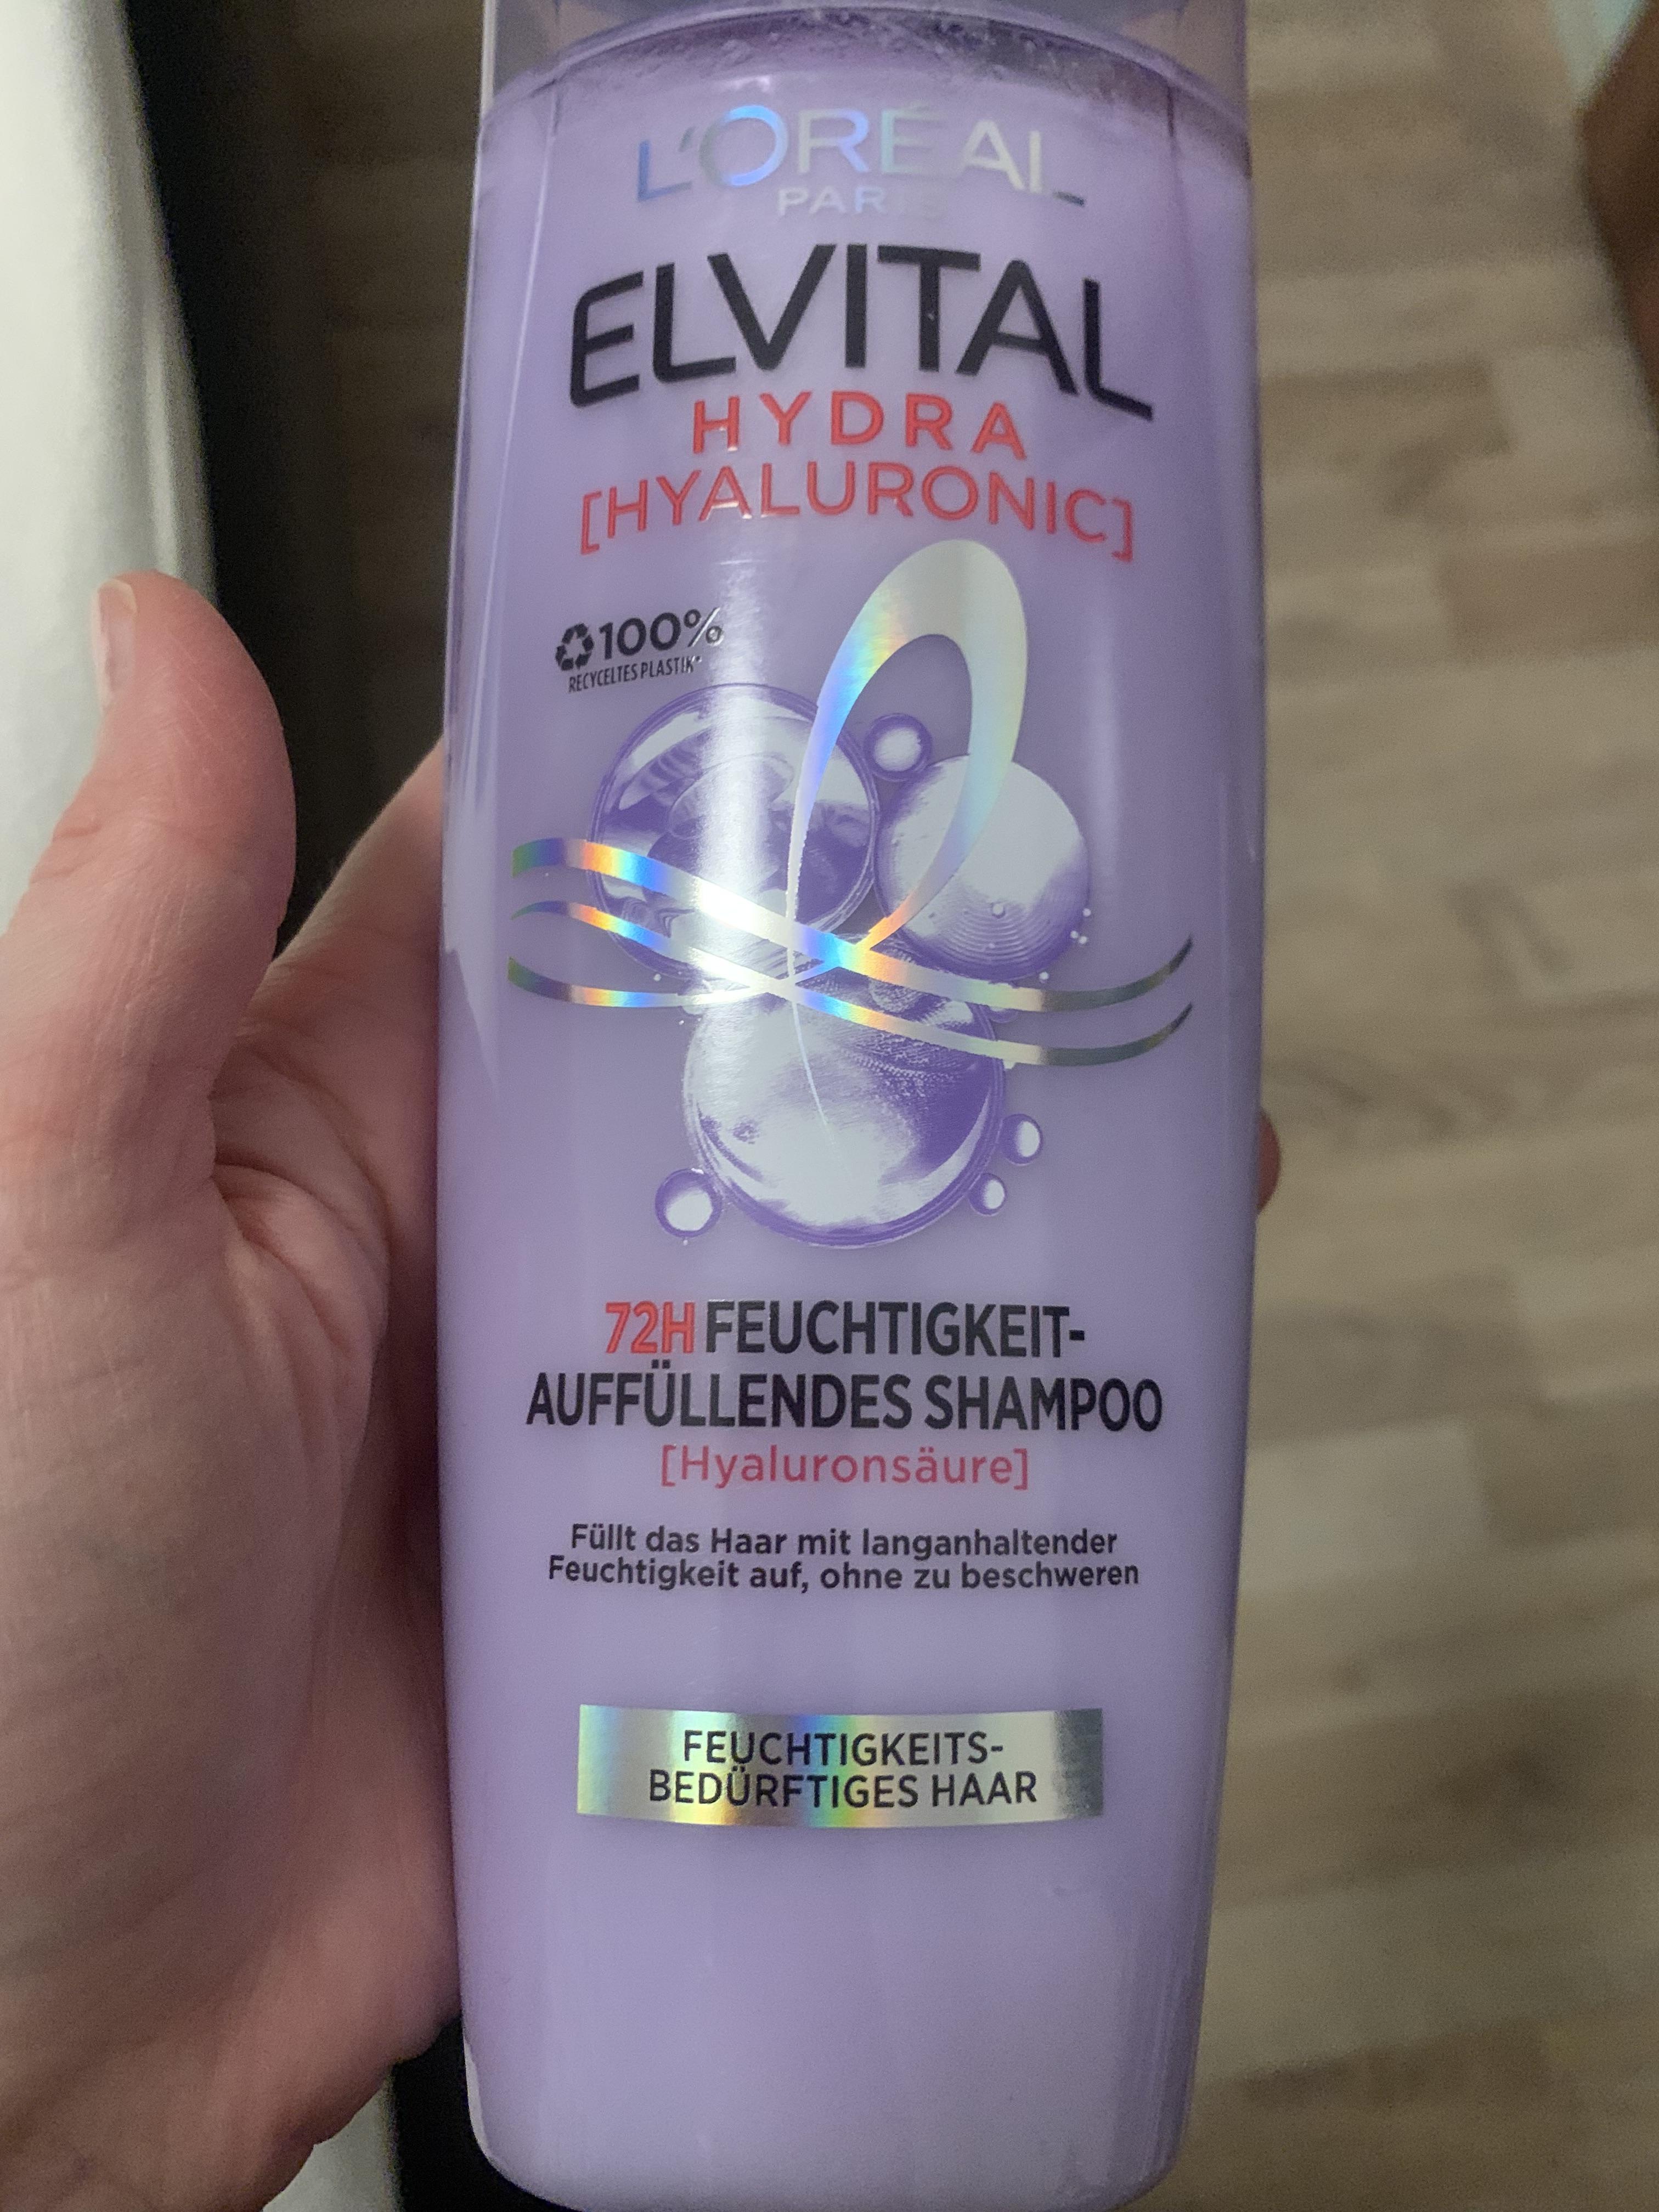 L'ORÉAL
PARIS
ELVITAL
HYDRA
[HYALURONIC]
100%
RECYCELTES PLASTIK*
72H FEUCHTIGKEIT-
AUFFÜLLENDES SHAMPOO
[Hyaluronsäure]
Füllt das Haar mit langanhaltender
Feuchtigkeit auf, ohne zu beschweren
FEUCHTIGKEITS-
BEDÜRFTIGES HAAR